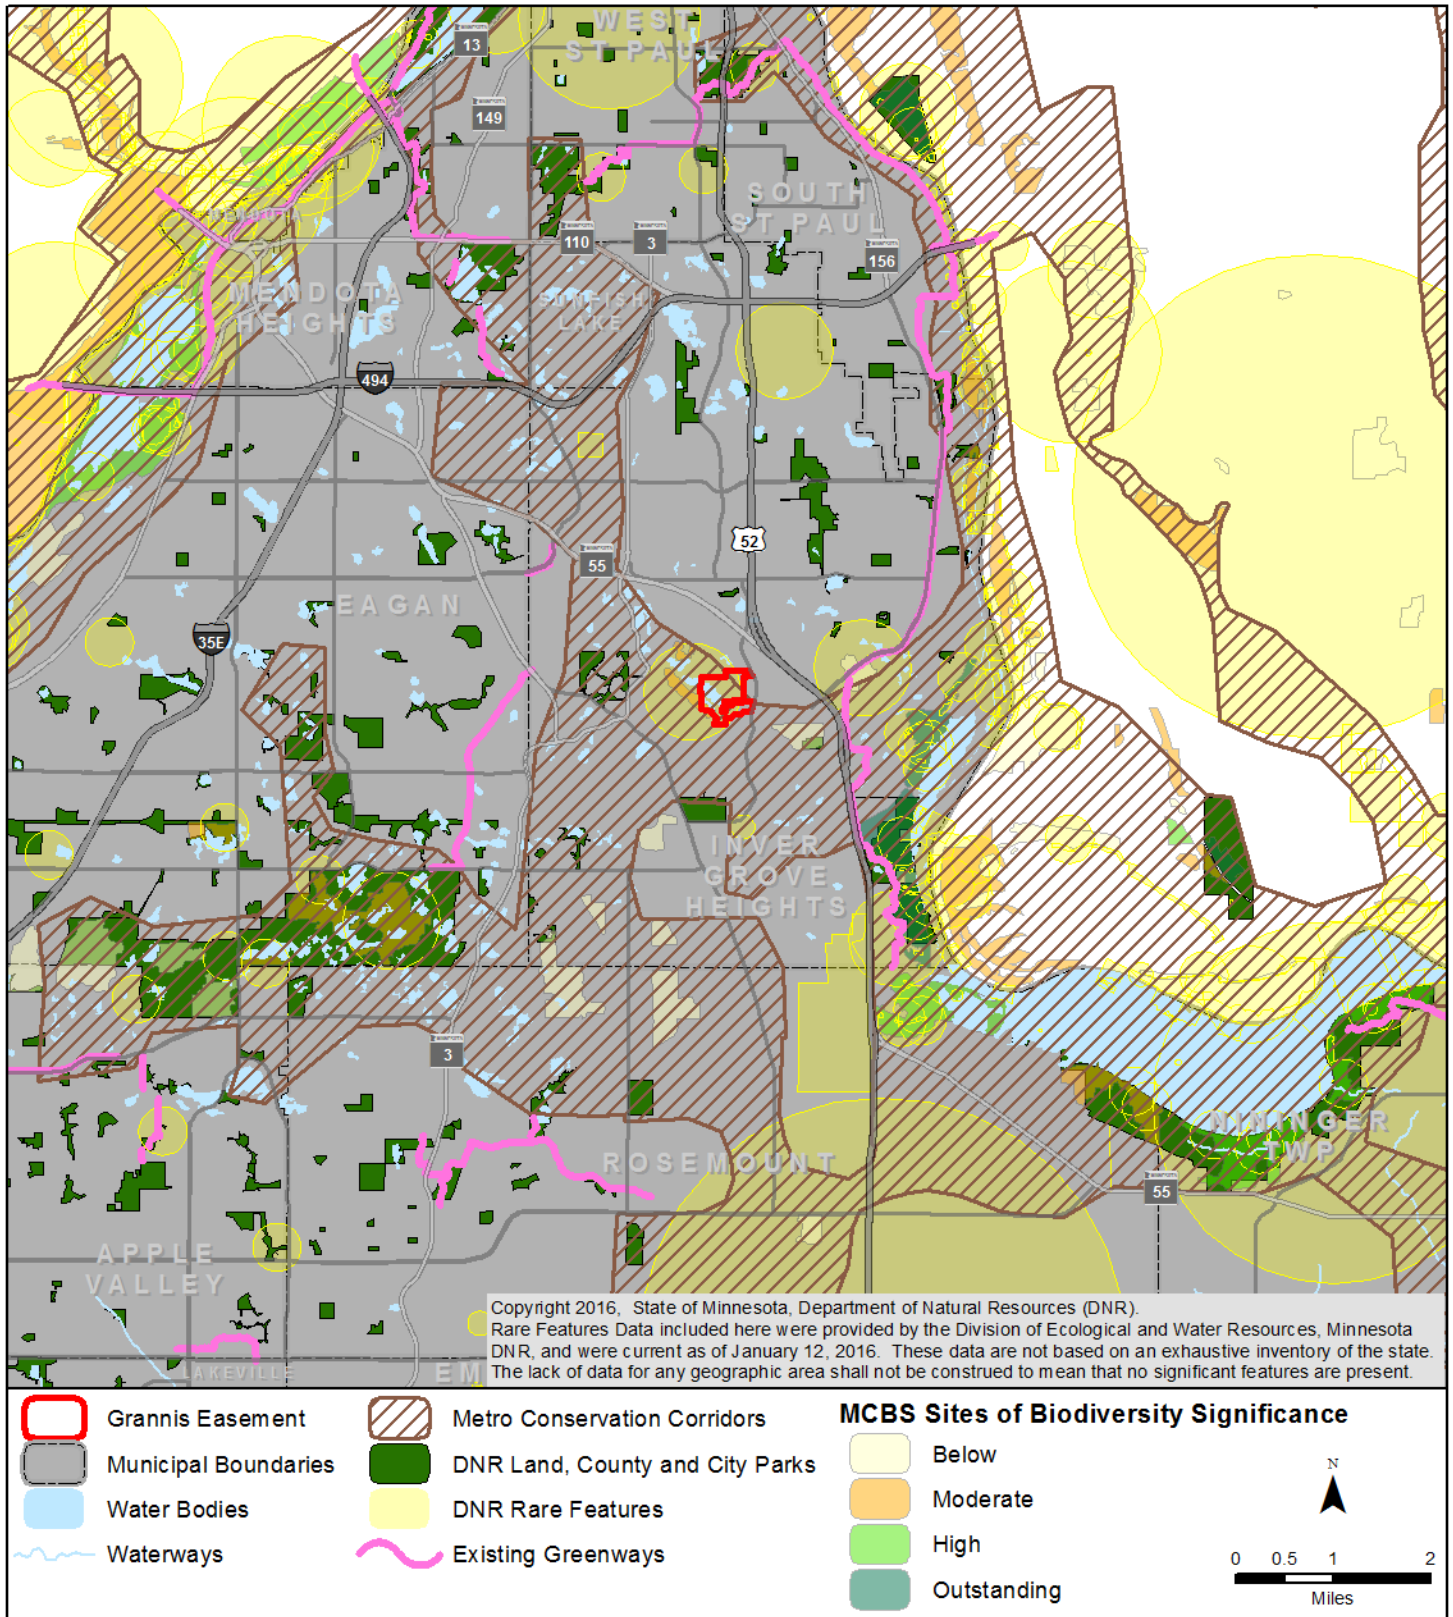 WEST
ST PAUL
13
149
SOUTH
ST PAUL
MENDOTA
110
3
156
MENDOTA
HEIGHTS
SUNFISH
LAKE
494
52
55
EAGAN
35E
INVER
GROVE
HEIGHTS
3
NININGER
TWP
ROSEMOUNT
55
APPLE
VALLEY
LAKEVILLE
EM
Copyright 2016, State of Minnesota, Department of Natural Resources (DNR).
Rare Features Data included here were provided by the Division of Ecological and Water Resources, Minnesota
DNR, and were current as of January 12, 2016. These data are not based on an exhaustive inventory of the state.
The lack of data for any geographic area shall not be construed to mean that no significant features are present.
Grannis Easement
Municipal Boundaries
Water Bodies
Waterways
Metro Conservation Corridors
DNR Land, County and City Parks
DNR Rare Features
Existing Greenways
MCBS Sites of Biodiversity Significance
Below
Moderate
High
Outstanding
N
0 0.5 1 2
Miles